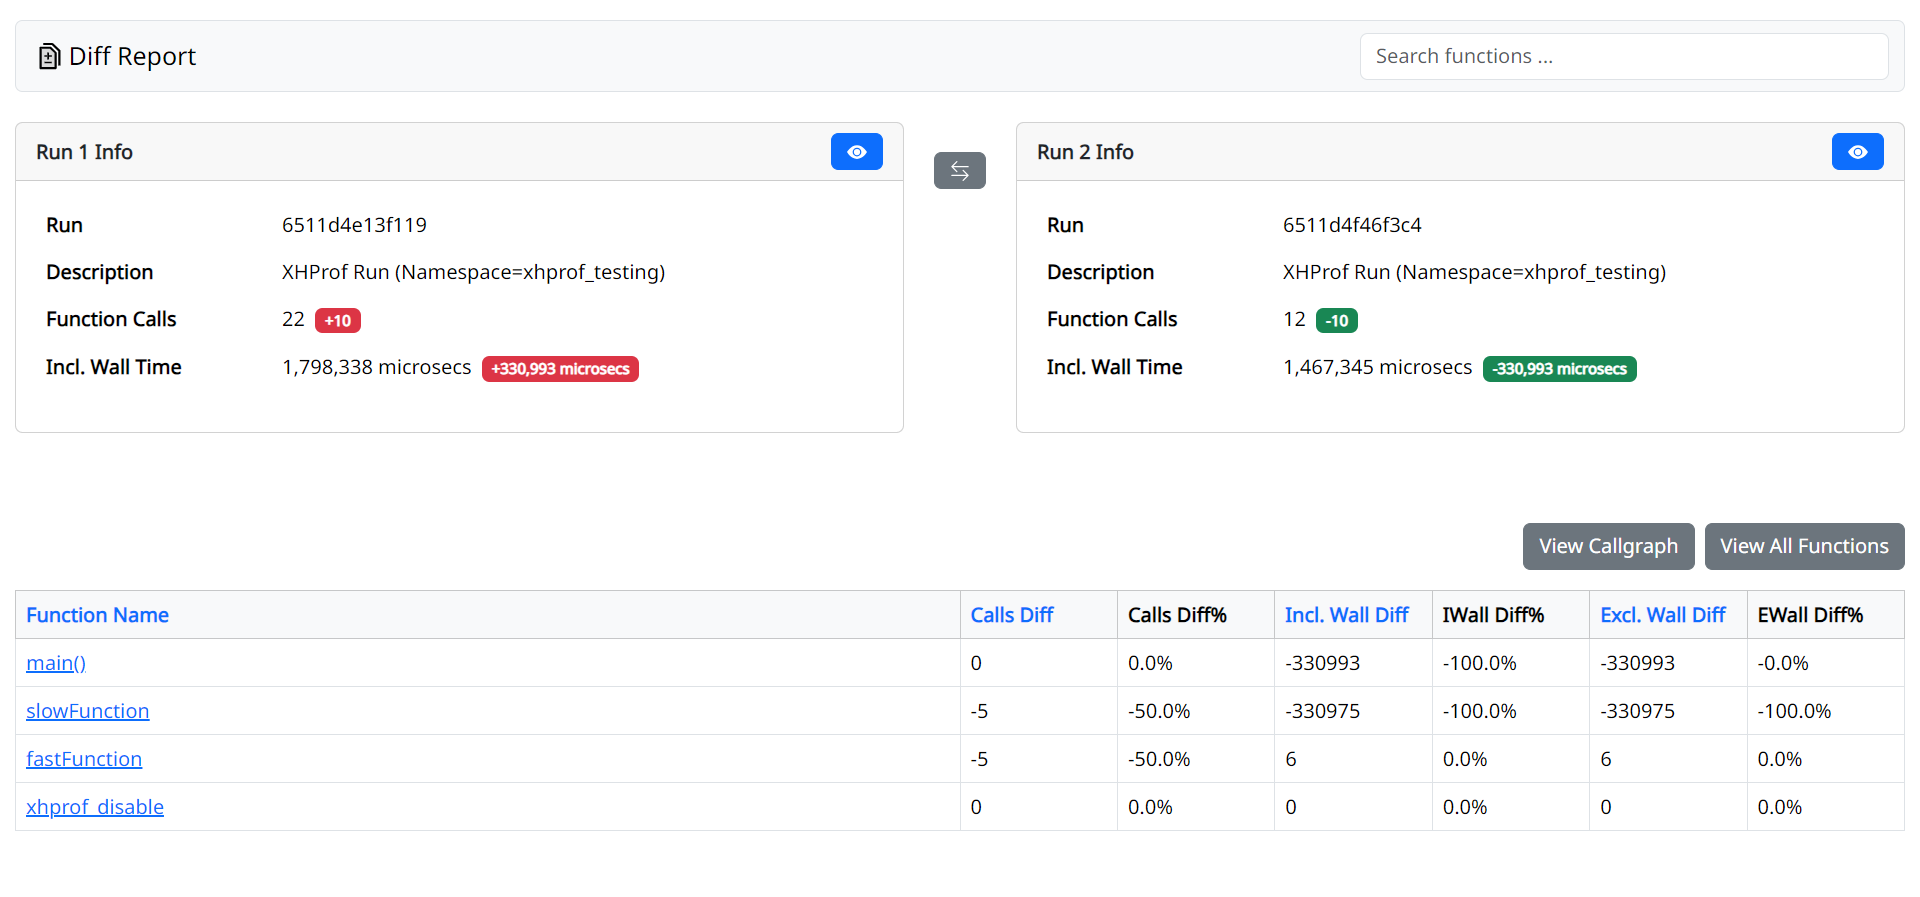 Diff Report
Search functions ...
Run 1 Info
Run 6511d4e13f119
Description XHProf Run (Namespace=xhprof_testing)
Function Calls 22 +10
Incl. Wall Time 1,798,338 microsecs +330,993 microsecs
Run 2 Info
Run 6511d4f46f3c4
Description XHProf Run (Namespace=xhprof_testing)
Function Calls 12 -10
Incl. Wall Time 1,467,345 microsecs -330,993 microsecs
View Callgraph View All Functions
Function Name Calls Diff Calls Diff% Incl. Wall Diff IWall Diff% Excl. Wall Diff EWall Diff%
main() 0 0.0% -330993 -100.0% -330993 -0.0%
slowFunction -5 -50.0% -330975 -100.0% -330975 -100.0%
fastFunction -5 -50.0% 6 0.0% 6 0.0%
xhprof_disable 0 0.0% 0 0.0% 0 0.0%